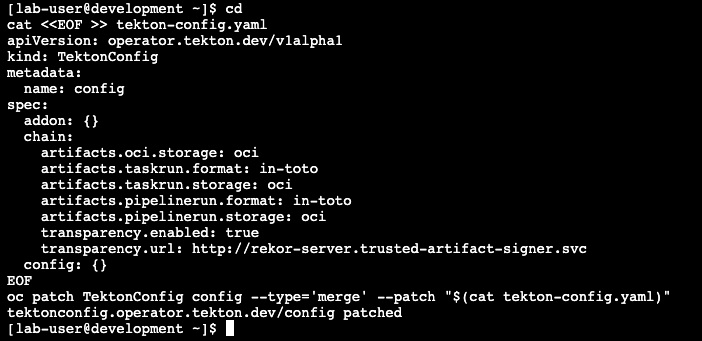 [lab-user@development ~]$ cd
cat <<EOF >> tekton-config.yaml
apiVersion: operator.tekton.dev/v1alpha1
kind: TektonConfig
metadata:
  name: config
spec:
  addon: {}
  chain:
    artifacts.oci.storage: oci
    artifacts.taskrun.format: in-toto
    artifacts.taskrun.storage: oci
    artifacts.pipelinerun.format: in-toto
    artifacts.pipelinerun.storage: oci
    transparency.enabled: true
    transparency.url: http://rekor-server.trusted-artifact-signer.svc
  config: {}
EOF
oc patch TektonConfig config --type='merge' --patch "$(cat tekton-config.yaml)"
tektonconfig.operator.tekton.dev/config patched
[lab-user@development ~]$